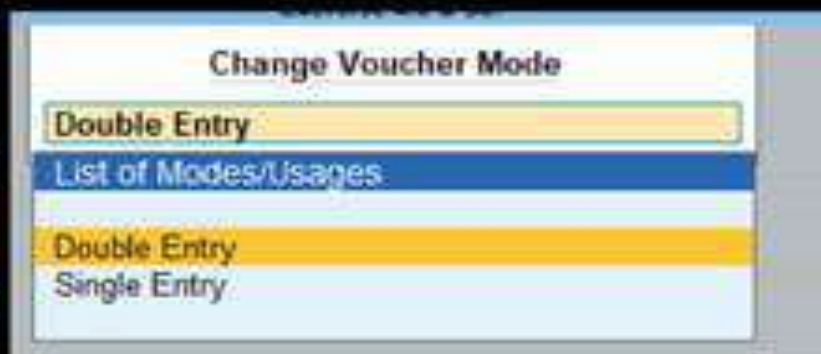 Change Voucher Mode
Double Entry
List of Modes/Usages
Double Entry
Single Entry